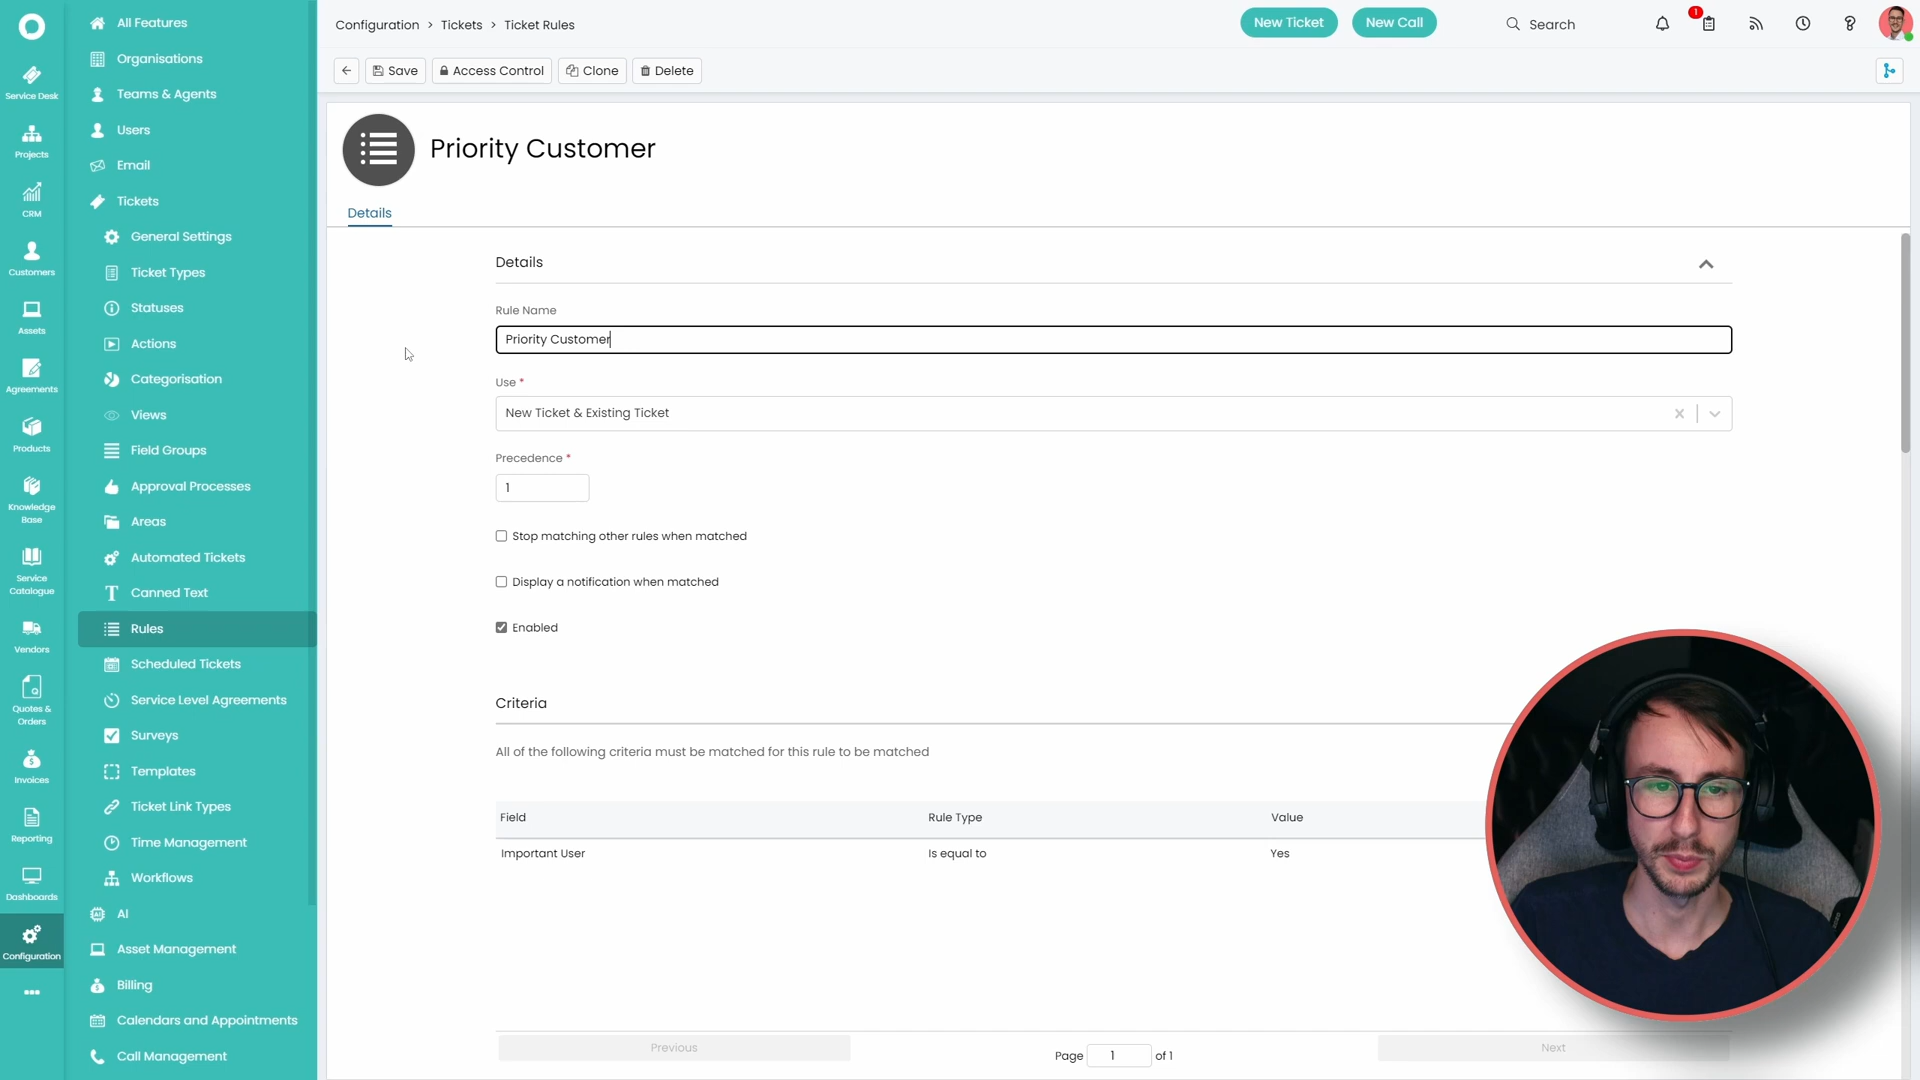 Service Desk
Projects
CRM
Customers
Assets
Agreements
Products
Knowledge
Base
Service
Catalogue
Vendors
Quotes &
Orders
Invoices
Reporting
Dashboards
Configuration
All Features
Organisations
Teams & Agents
Users
Email
Tickets
General Settings
Ticket Types
Statuses
Actions
Categorisation
Views
Field Groups
Approval Processes
Areas
Automated Tickets
Canned Text
Rules
Scheduled Tickets
Service Level Agreements
Surveys
Templates
Ticket Link Types
Time Management
Workflows
AI
Asset Management
Billing
Calendars and Appointments
Call Management
Configuration > Tickets > Ticket Rules
New Ticket
New Call
Search
1
Save
Access Control
Clone
Delete
Priority Customer
Details
Details
Rule Name
Priority Customer
Use *
New Ticket & Existing Ticket
Precedence *
1
Stop matching other rules when matched
Display a notification when matched
Enabled
Criteria
All of the following criteria must be matched for this rule to be matched
Field Rule Type Value
Important User Is equal to Yes
Previous Page 1 of 1 Next